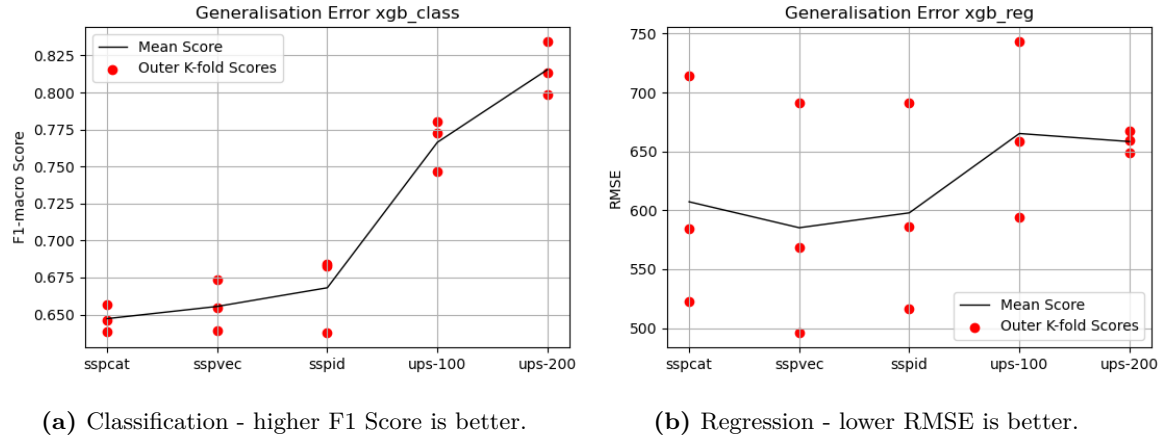 Generalisation Error xgb_class
Mean Score
Outer K-fold Scores
F1-macro Score
0.825
0.800
0.775
0.750
0.725
0.700
0.675
0.650
sspcat
sspvec
sspid
ups-100
ups-200
(a) Classification - higher F1 Score is better.
Generalisation Error xgb_reg
RMSE
750
700
650
600
550
500
Mean Score
Outer K-fold Scores
sspcat
sspvec
sspid
ups-100
ups-200
(b) Regression - lower RMSE is better.